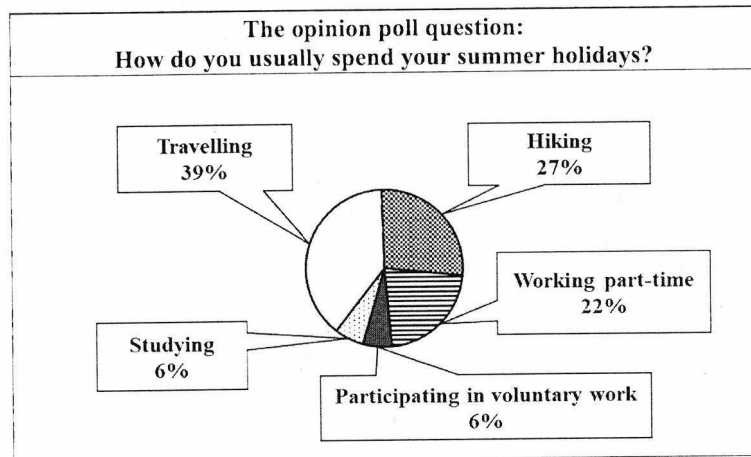 The opinion poll question:
How do you usually spend your summer holidays?
Travelling
39%
Hiking
27%
Working part-time
22%
Studying
6%
Participating in voluntary work
6%